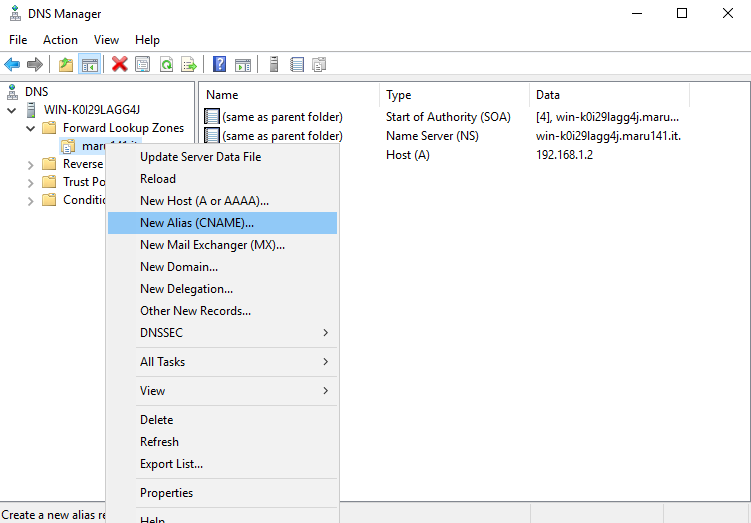 DNS Manager
File Action View Help
DNS
WIN-K0I29LAGG4J
Forward Lookup Zones
maru141.it
Reverse
Trust Po
Conditio
Name Type Data
(same as parent folder) Start of Authority (SOA) [4], win-k0i29lagg4j.maru...
(same as parent folder) Name Server (NS) win-k0i29lagg4j.maru141.it.
Host (A) 192.168.1.2
Update Server Data File
Reload
New Host (A or AAAA)...
New Alias (CNAME)...
New Mail Exchanger (MX)...
New Domain...
New Delegation...
Other New Records...
DNSSEC
All Tasks
View
Delete
Refresh
Export List...
Properties
Help
Create a new alias re